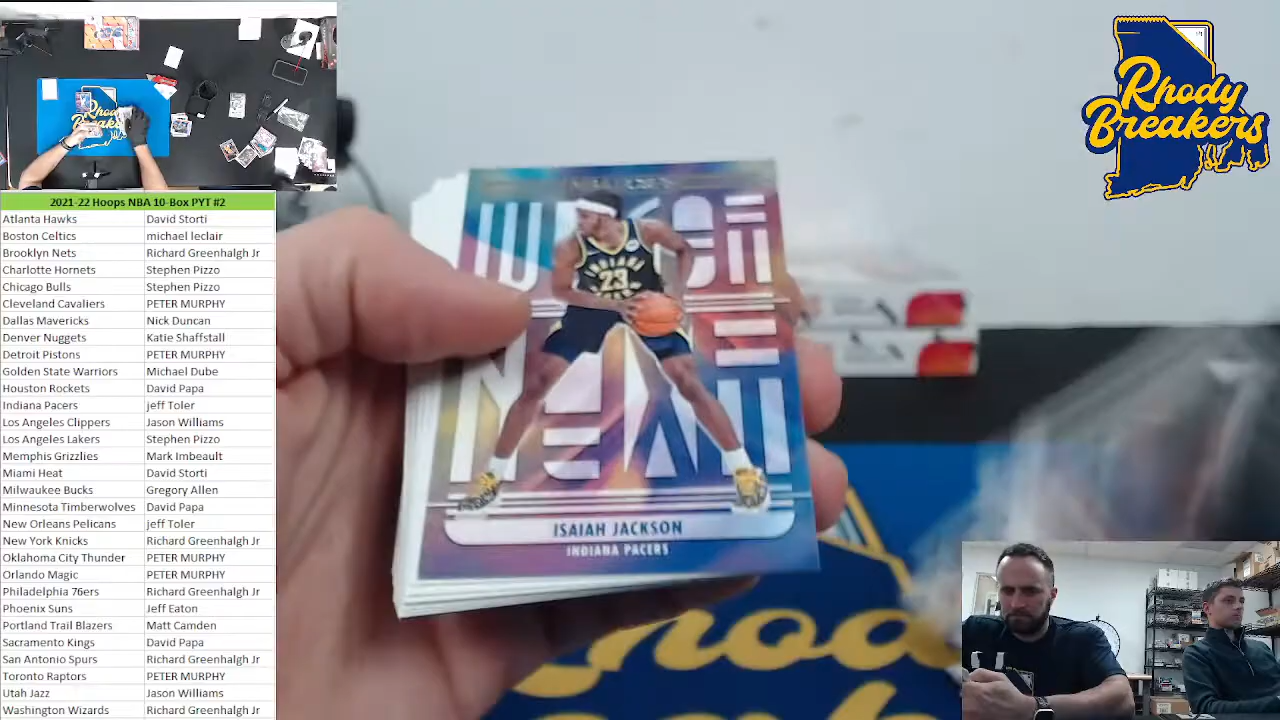 Rhody
Breakers
2021-22 Hoops NBA 10-Box PYT #2
Atlanta Hawks David Storti
Boston Celtics michael leclair
Brooklyn Nets Richard Greenhalgh Jr
Charlotte Hornets Stephen Pizzo
Chicago Bulls Stephen Pizzo
Cleveland Cavaliers PETER MURPHY
Dallas Mavericks Nick Duncan
Denver Nuggets Katie Shaffstall
Detroit Pistons PETER MURPHY
Golden State Warriors Michael Dube
Houston Rockets David Papa
Indiana Pacers jeff Toler
Los Angeles Clippers Jason Williams
Los Angeles Lakers Stephen Pizzo
Memphis Grizzlies Mark Imbeault
Miami Heat David Storti
Milwaukee Bucks Gregory Allen
Minnesota Timberwolves David Papa
New Orleans Pelicans jeff Toler
New York Knicks Richard Greenhalgh Jr
Oklahoma City Thunder PETER MURPHY
Orlando Magic PETER MURPHY
Philadelphia 76ers Richard Greenhalgh Jr
Phoenix Suns Jeff Eaton
Portland Trail Blazers Matt Camden
Sacramento Kings David Papa
San Antonio Spurs Richard Greenhalgh Jr
Toronto Raptors PETER MURPHY
Utah Jazz Jason Williams
Washington Wizards Richard Greenhalgh Jr
INDIANA
23
ISAIAH JACKSON
INDIANA PACERS